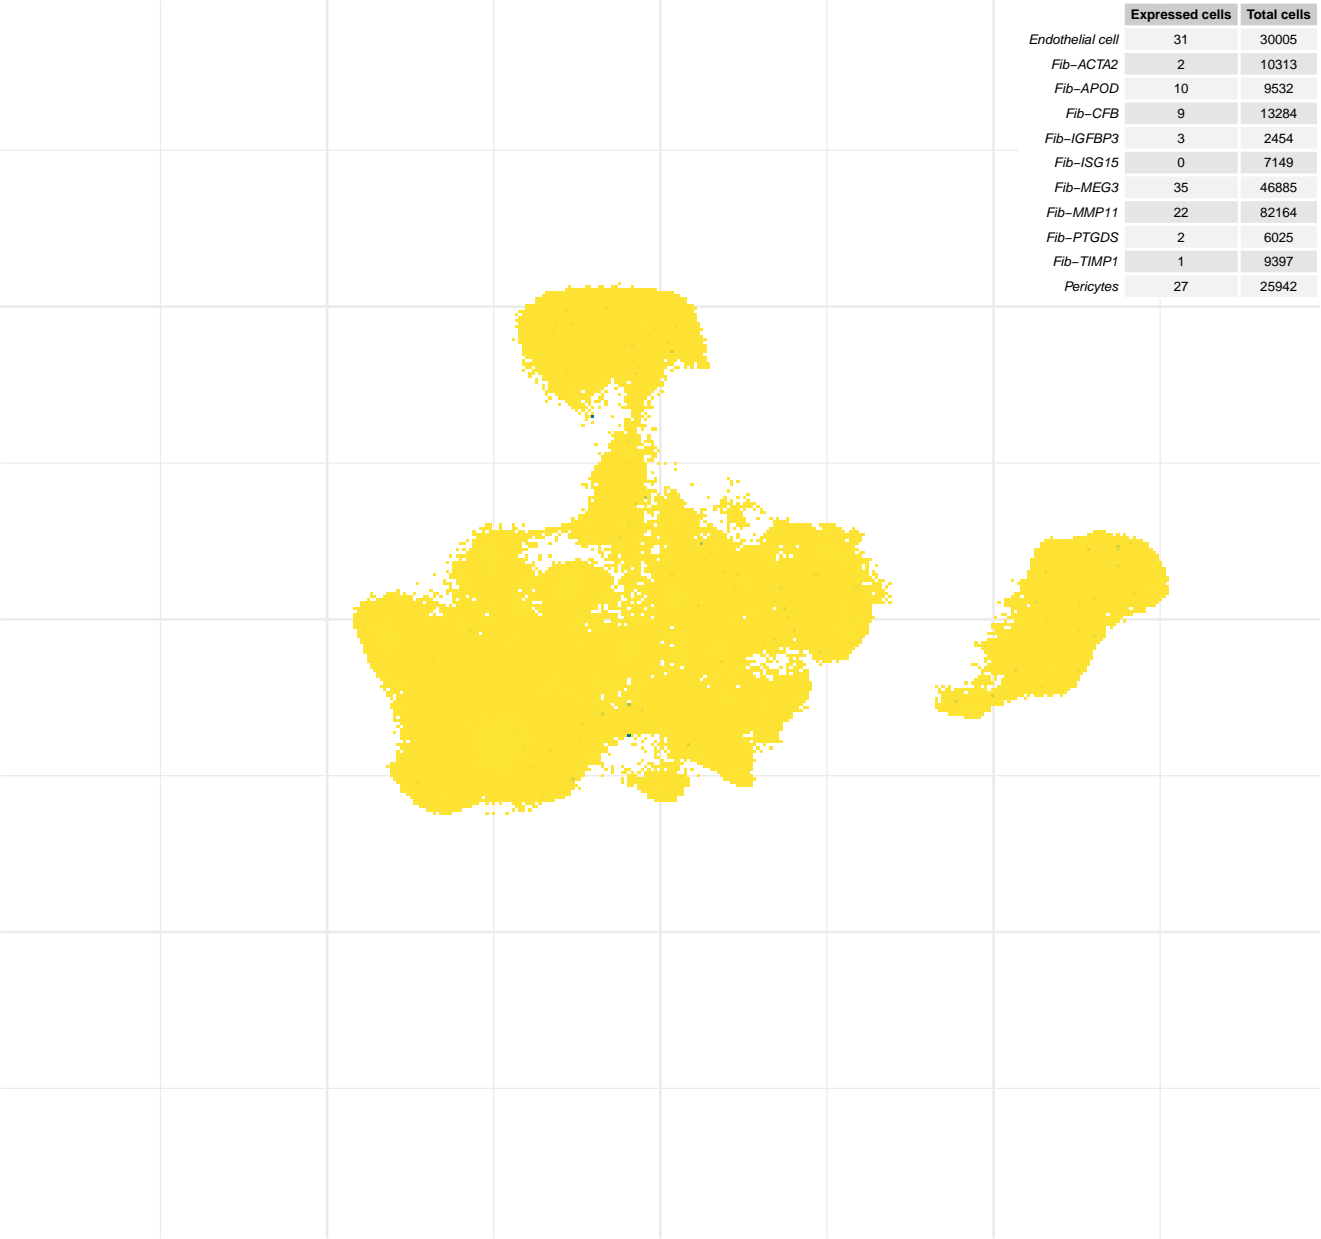 Expressed cells Total cells
Endothelial cell 31 30005
Fib−ACTA2 2 10313
Fib−APOD 10 9532
Fib−CFB 9 13284
Fib−IGFBP3 3 2454
Fib−ISG15 0 7149
Fib−MEG3 35 46885
Fib−MMP11 22 82164
Fib−PTGDS 2 6025
Fib−TIMP1 1 9397
Pericytes 27 25942